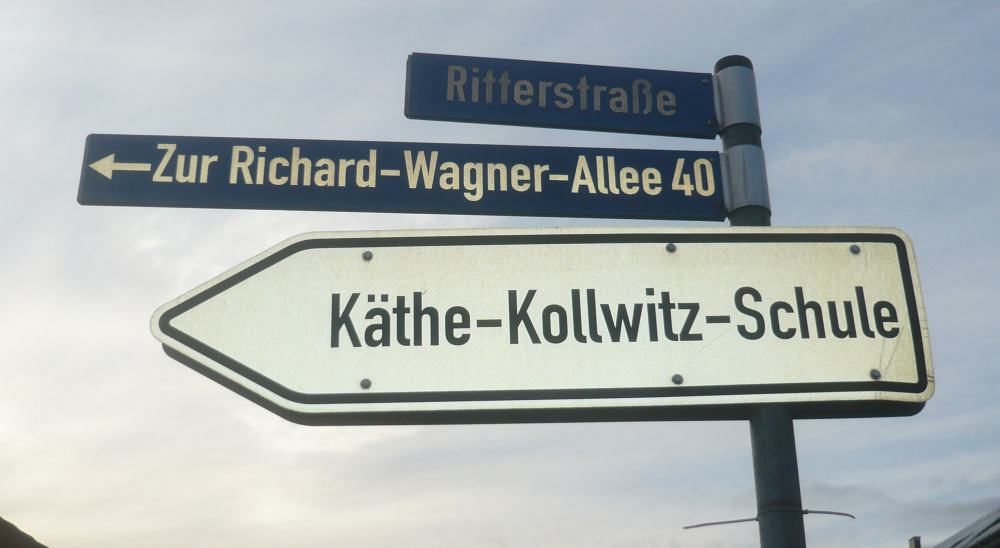 Ritterstraße
Zur Richard-Wagner-Allee 40
Käthe-Kollwitz-Schule